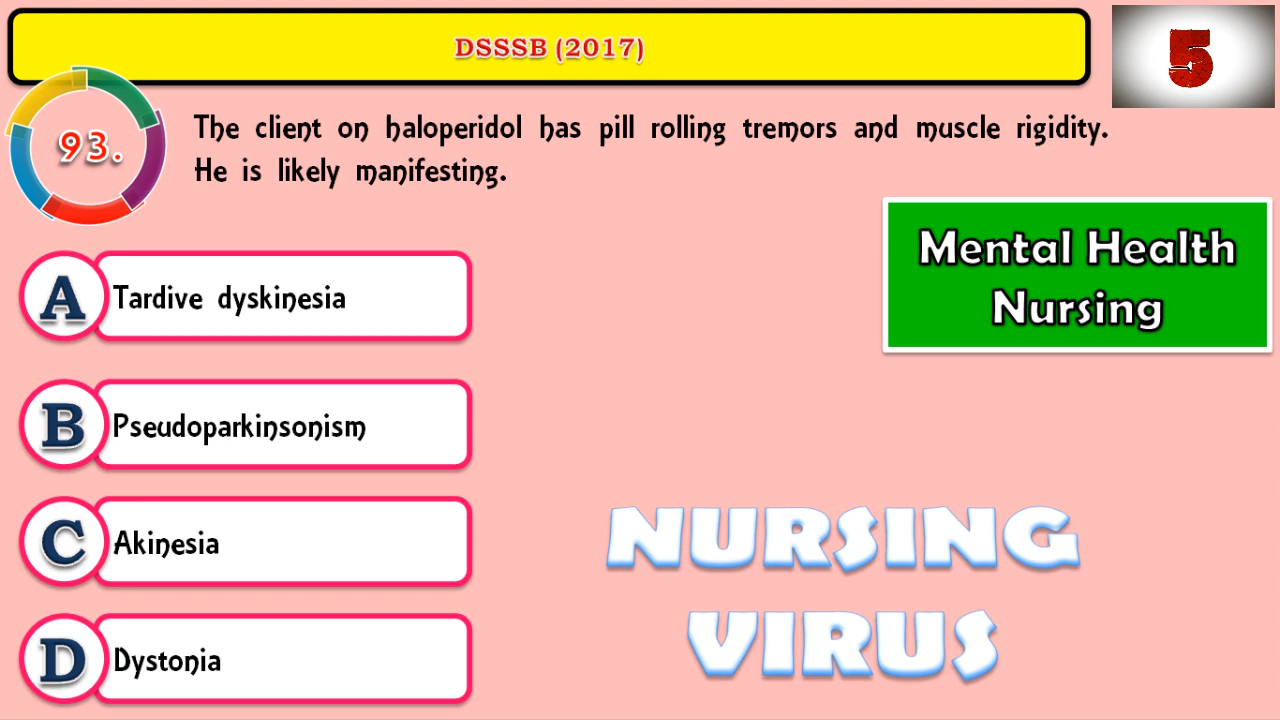 DSSSB (2017)
5
93.
The client on haloperidol has pill rolling tremors and muscle rigidity.
He is likely manifesting.
Mental Health
Nursing
A Tardive dyskinesia
B Pseudoparkinsonism
C Akinesia
D Dystonia
NURSING
VIRUS